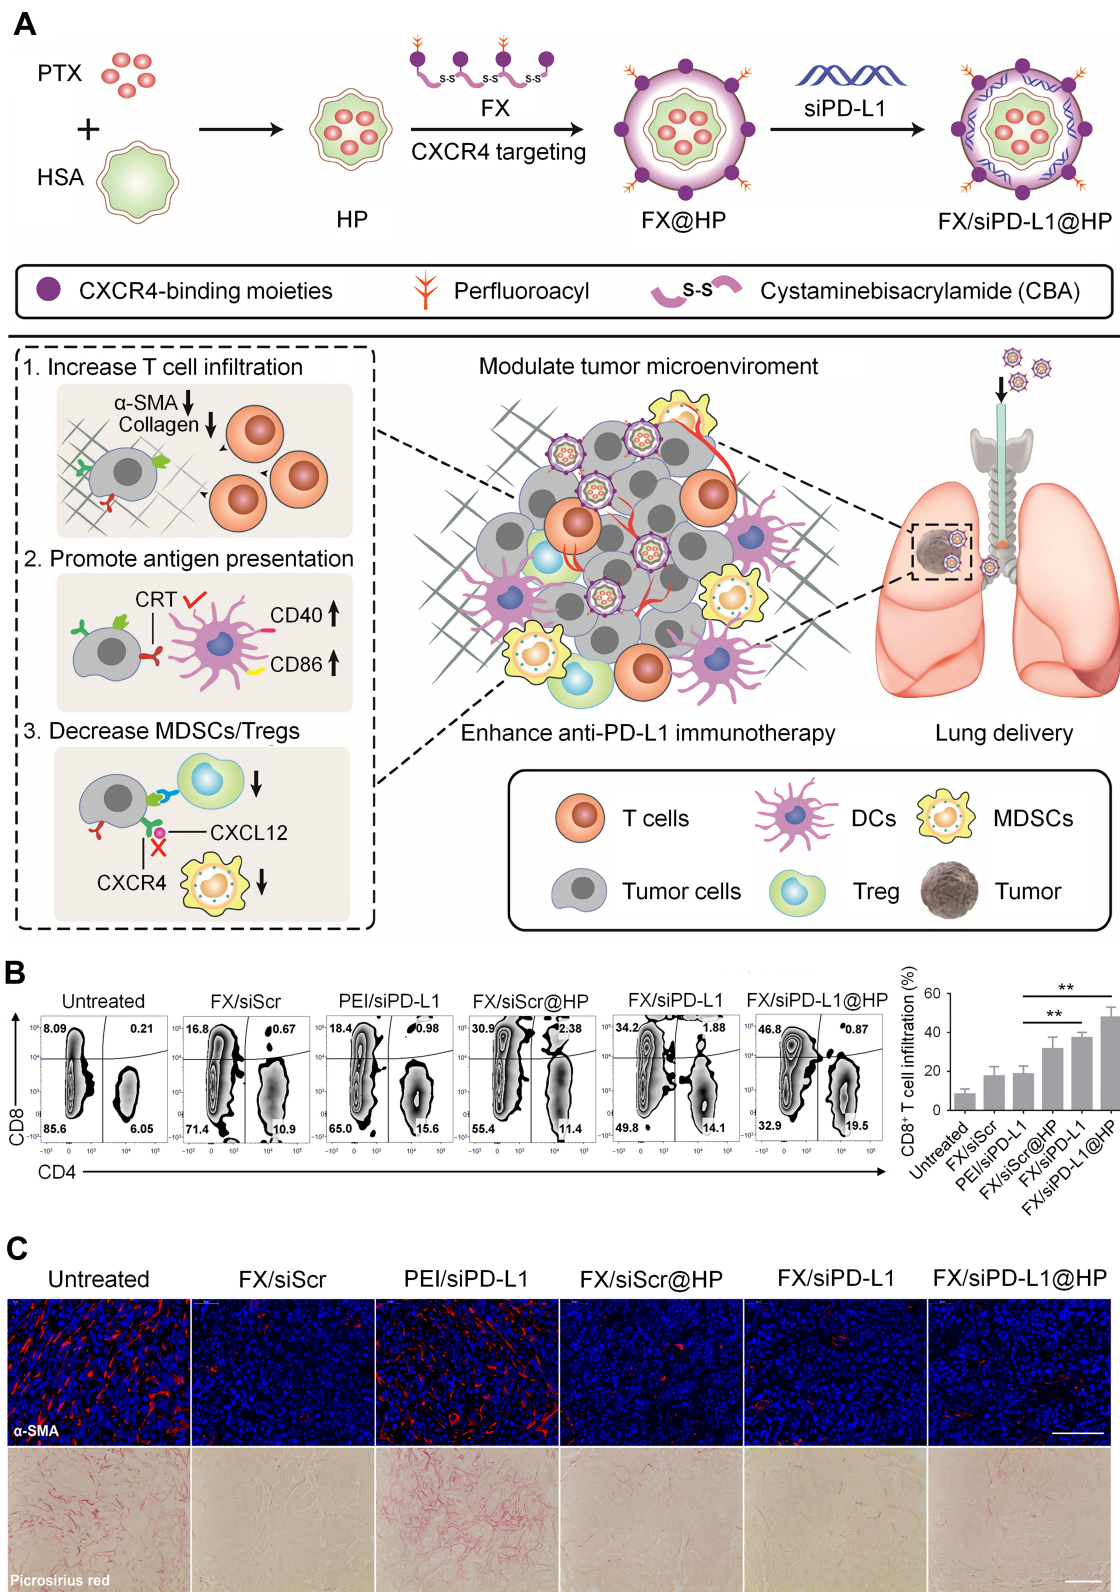 A
PTX
+
HSA
HP
S-S S-S S-S
FX
CXCR4 targeting
FX@HP
siPD-L1
FX/siPD-L1@HP
CXCR4-binding moieties
Perfluoroacyl
S-S
Cystaminebisacrylamide (CBA)
1. Increase T cell infiltration
α-SMA
Collagen
2. Promote antigen presentation
CRT
CD40
CD86
3. Decrease MDSCs/Tregs
CXCL12
CXCR4
Modulate tumor microenviroment
Enhance anti-PD-L1 immunotherapy
Lung delivery
T cells
DCs
MDSCs
Tumor cells
Treg
Tumor
B
Untreated
FX/siScr
PEI/siPD-L1
FX/siScr@HP
FX/siPD-L1
FX/siPD-L1@HP
8.09 0.21
85.6 6.05
16.8 0.67
71.4 10.9
18.4 0.98
65.0 15.6
30.9 2.38
55.4 11.4
34.2 1.88
49.8 14.1
46.8 0.87
32.9 19.5
CD8
CD4
CD8⁺ T cell infiltration (%)
60
40
20
0
**
**
Untreated
FX/siScr
PEI/siPD-L1
FX/siScr@HP
FX/siPD-L1
FX/siPD-L1@HP
C
Untreated
FX/siScr
PEI/siPD-L1
FX/siScr@HP
FX/siPD-L1
FX/siPD-L1@HP
α-SMA
Picrosirius red